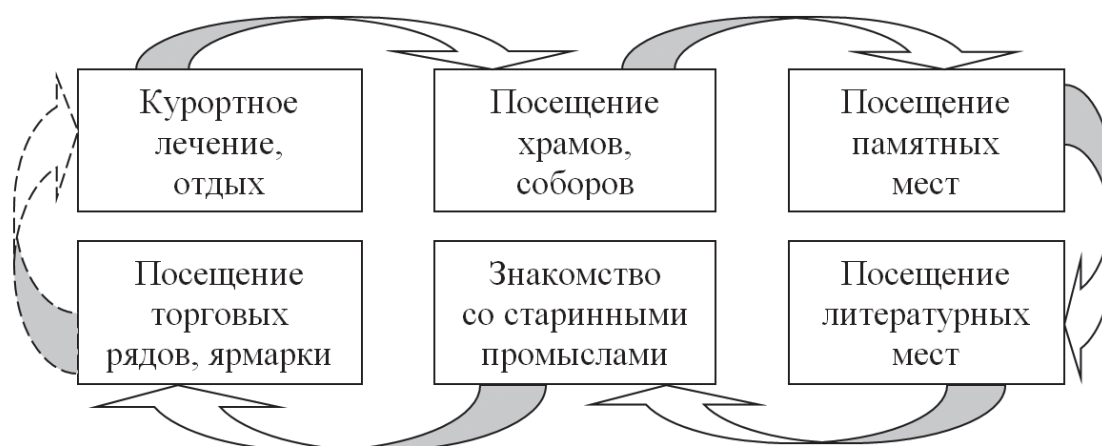 Курортное
лечение,
отдых
Посещение
храмов,
соборов
Посещение
памятных
мест
Посещение
торговых
рядов, ярмарки
Знакомство
со старинными
промыслами
Посещение
литературных
мест